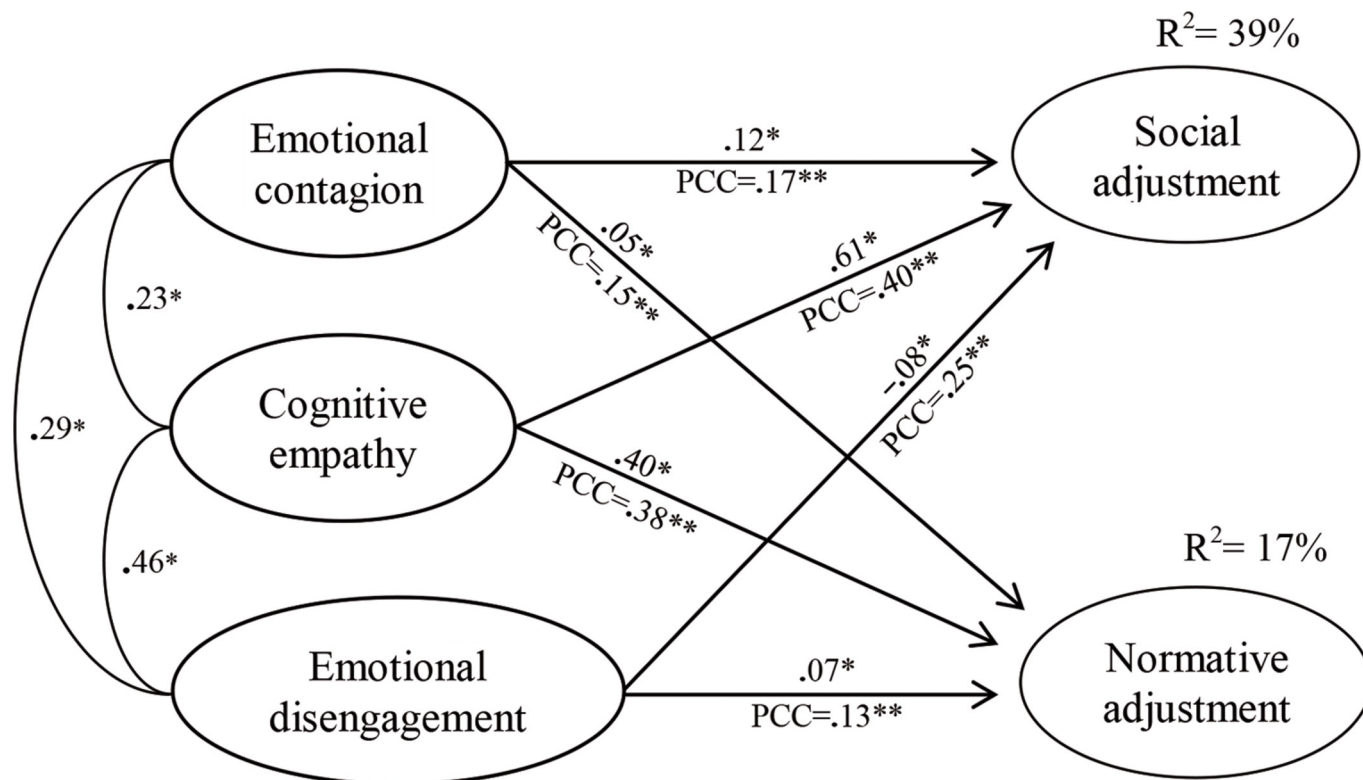 R²= 39%
Emotional
contagion
.12*
PCC=.17**
Social
adjustment
.05*
PCC=.15**
.61*
PCC=.40**
.23*
-.08*
PCC=.25**
Cognitive
empathy
.29*
.40*
PCC=.38**
.46*
R²= 17%
Emotional
disengagement
.07*
PCC=.13**
Normative
adjustment